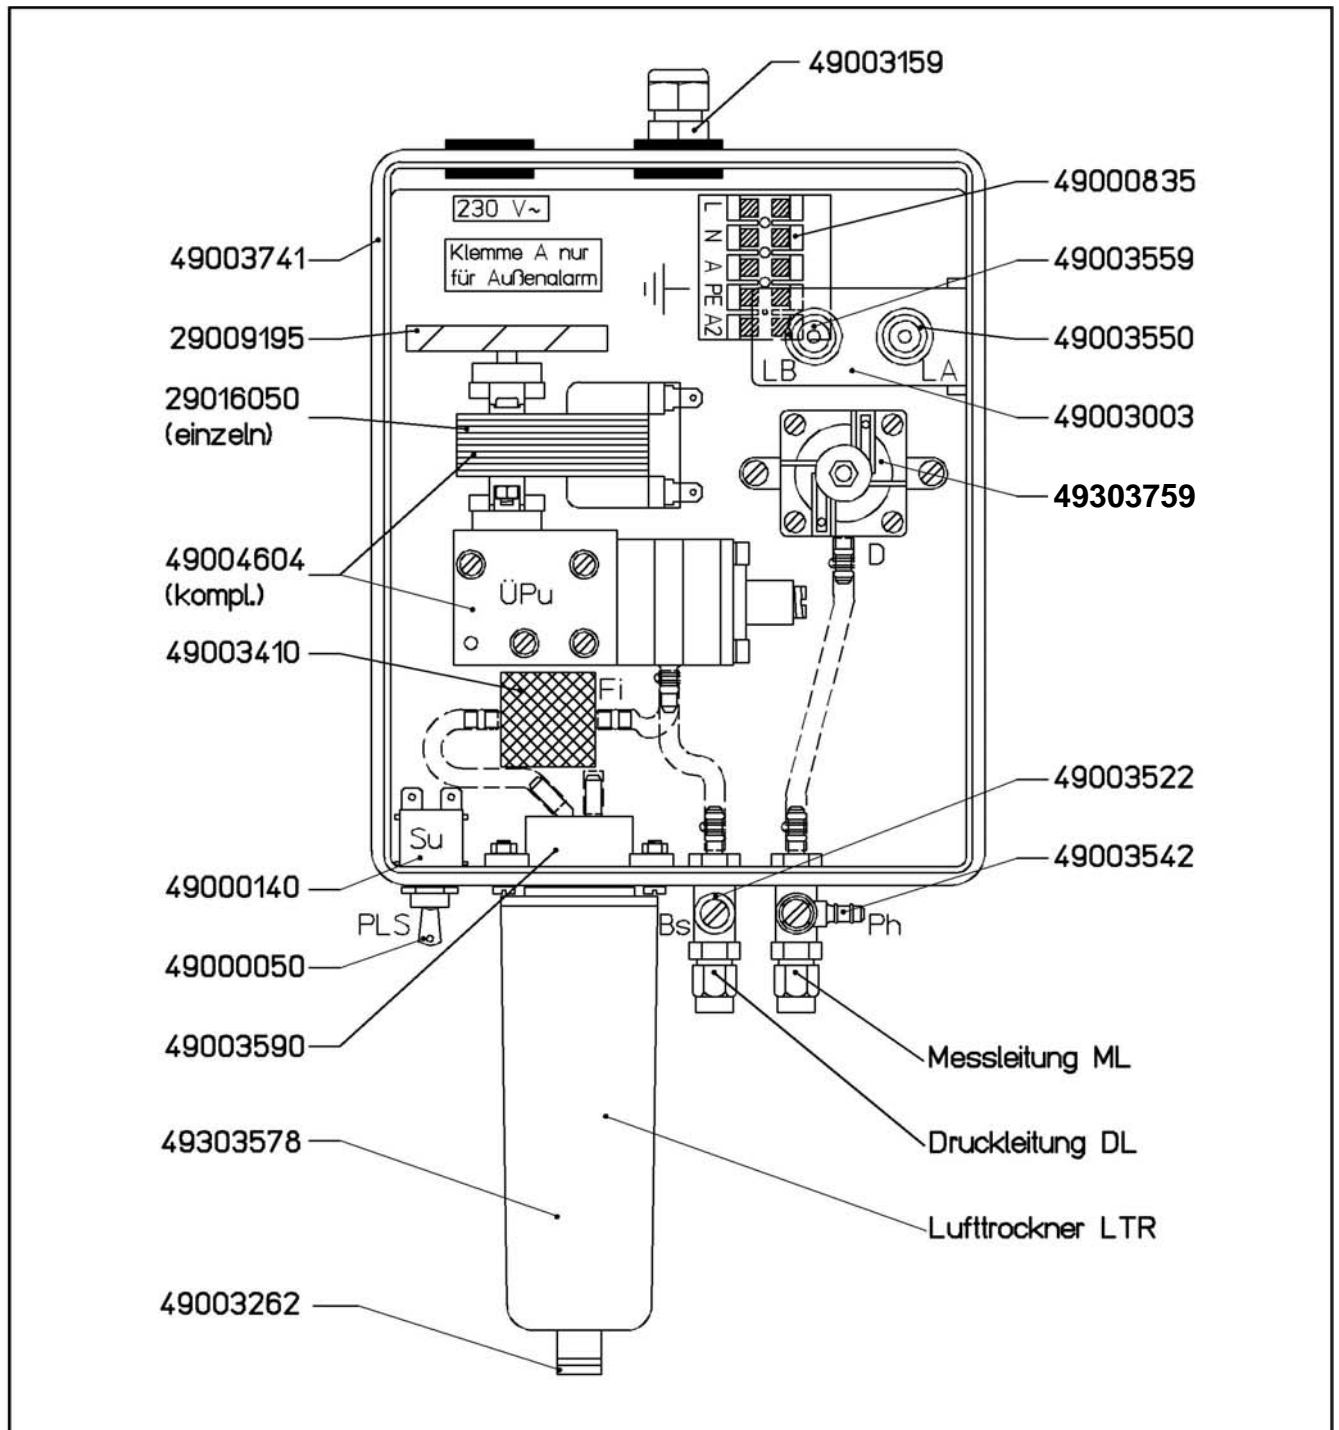 49003159
49000835
49003741
49003559
29009195
49003550
29016050
(einzeln)
49003003
49303759
49004604
(kompl.)
49003410
49003522
49003542
49000140
49000050
49003590
49303578
49003262
230 V~
Klemme A nur
für Außenalarm
L
N
A
PE
A2
LB
LA
D
ÜPu
Fi
Su
PLS
Bs
Ph
Messleitung ML
Druckleitung DL
Lufttrockner LTR